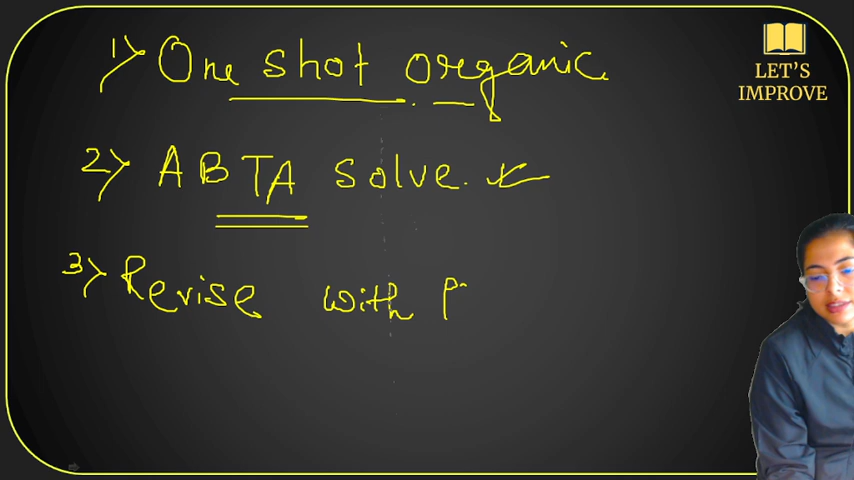 1) One shot organic
LET'S
IMPROVE
2) ABTA solve.
3) Revise with P